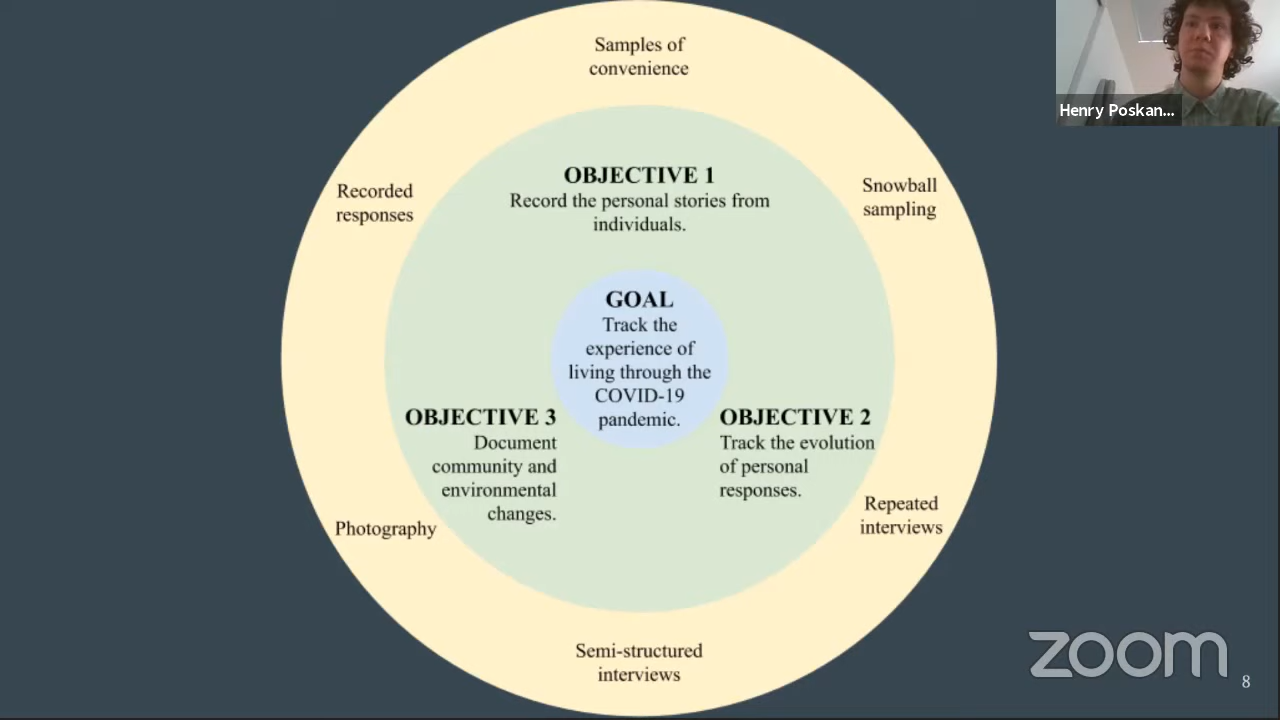 Samples of
convenience
Henry Poskan...
OBJECTIVE 1
Record the personal stories from
individuals.
Recorded
responses
Snowball
sampling
GOAL
Track the
experience of
living through the
COVID-19
pandemic.
OBJECTIVE 3
Document
community and
environmental
changes.
OBJECTIVE 2
Track the evolution
of personal
responses.
Photography
Repeated
interviews
Semi-structured
interviews
zoom
8